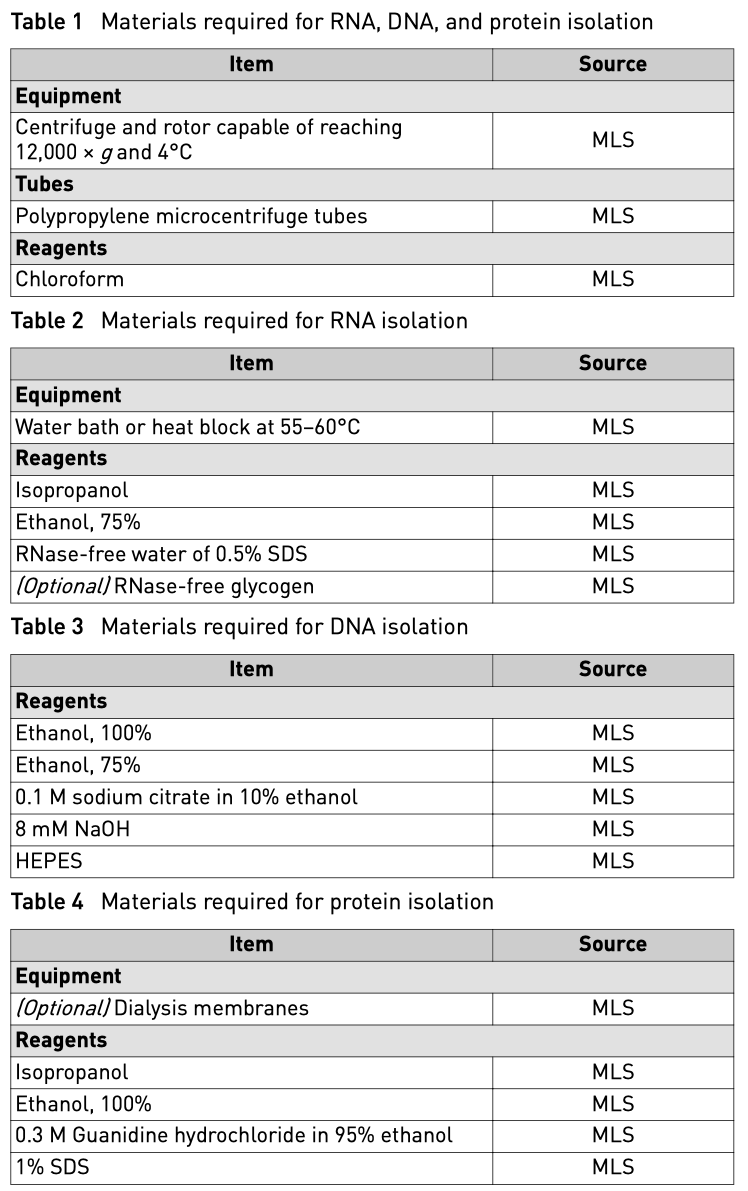 Table 1 Materials required for RNA, DNA, and protein isolation
Item Source
Equipment
Centrifuge and rotor capable of reaching
12,000 × g and 4°C MLS
Tubes
Polypropylene microcentrifuge tubes MLS
Reagents
Chloroform MLS
Table 2 Materials required for RNA isolation
Item Source
Equipment
Water bath or heat block at 55–60°C MLS
Reagents
Isopropanol MLS
Ethanol, 75% MLS
RNase-free water of 0.5% SDS MLS
(Optional) RNase-free glycogen MLS
Table 3 Materials required for DNA isolation
Item Source
Reagents
Ethanol, 100% MLS
Ethanol, 75% MLS
0.1 M sodium citrate in 10% ethanol MLS
8 mM NaOH MLS
HEPES MLS
Table 4 Materials required for protein isolation
Item Source
Equipment
(Optional) Dialysis membranes MLS
Reagents
Isopropanol MLS
Ethanol, 100% MLS
0.3 M Guanidine hydrochloride in 95% ethanol MLS
1% SDS MLS